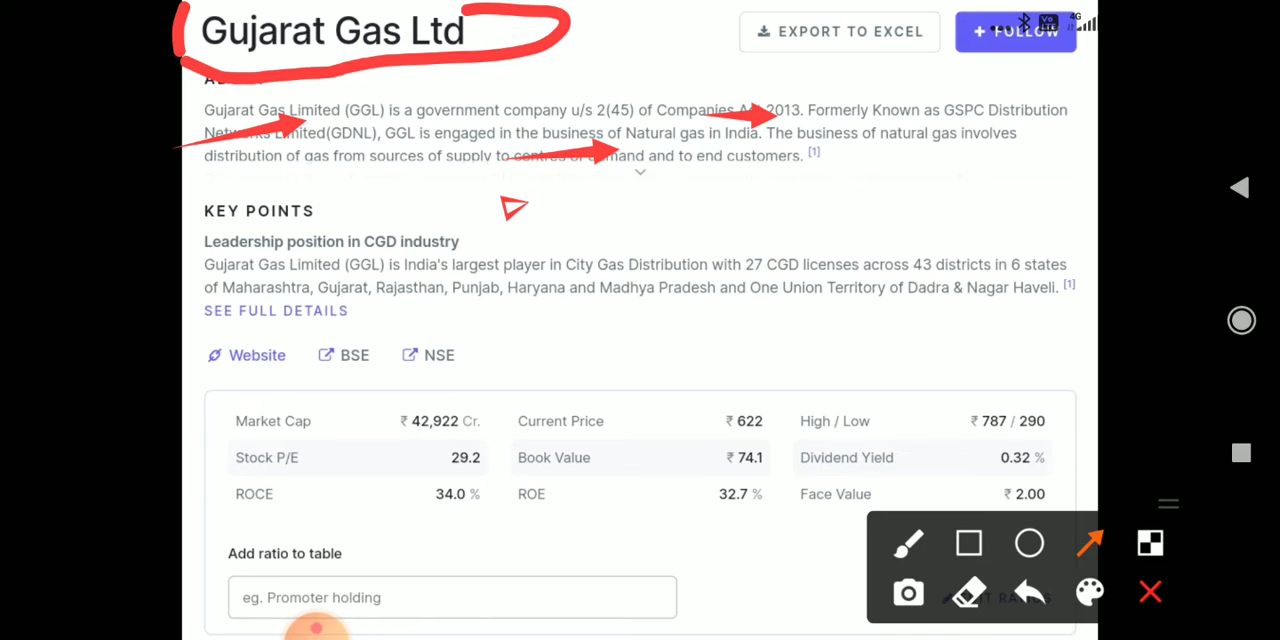 Gujarat Gas Ltd
EXPORT TO EXCEL
+ FOLLOW
4G
Gujarat Gas Limited (GGL) is a government company u/s 2(45) of Companies Act 2013. Formerly Known as GSPC Distribution
Networks Limited(GDNL), GGL is engaged in the business of Natural gas in India. The business of natural gas involves
distribution of gas from sources of supply to centres of demand and to end customers. [1]
KEY POINTS
Leadership position in CGD industry
Gujarat Gas Limited (GGL) is India's largest player in City Gas Distribution with 27 CGD licenses across 43 districts in 6 states
of Maharashtra, Gujarat, Rajasthan, Punjab, Haryana and Madhya Pradesh and One Union Territory of Dadra & Nagar Haveli. [1]
SEE FULL DETAILS
Website BSE NSE
Market Cap ₹ 42,922 Cr. Current Price ₹ 622 High / Low ₹ 787 / 290
Stock P/E 29.2 Book Value ₹ 74.1 Dividend Yield 0.32 %
ROCE 34.0 % ROE 32.7 % Face Value ₹ 2.00
Add ratio to table
eg. Promoter holding